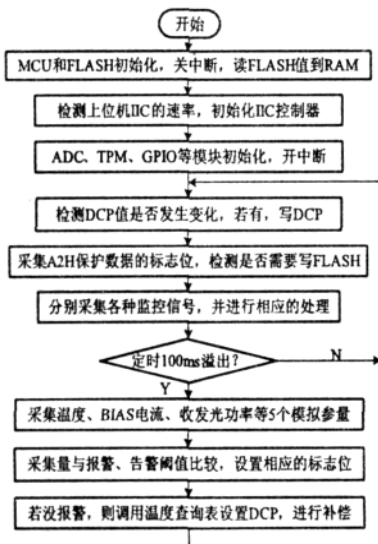 开始
MCU和FLASH初始化，关中断，读FLASH值到RAM
检测上位机IIC的速率，初始化IIC控制器
ADC、TPM、GPIO等模块初始化，开中断
检测DCP值是否发生变化，若有，写DCP
采集A2H保护数据的标志位，检测是否需要写FLASH
分别采集各种监控信号，并进行相应的处理
定时100ms溢出？
N
Y
采集温度、BIAS电流、收发光功率等5个模拟参量
采集量与报警、告警阈值比较，设置相应的标志位
若没报警，则调用温度查询表设置DCP，进行补偿